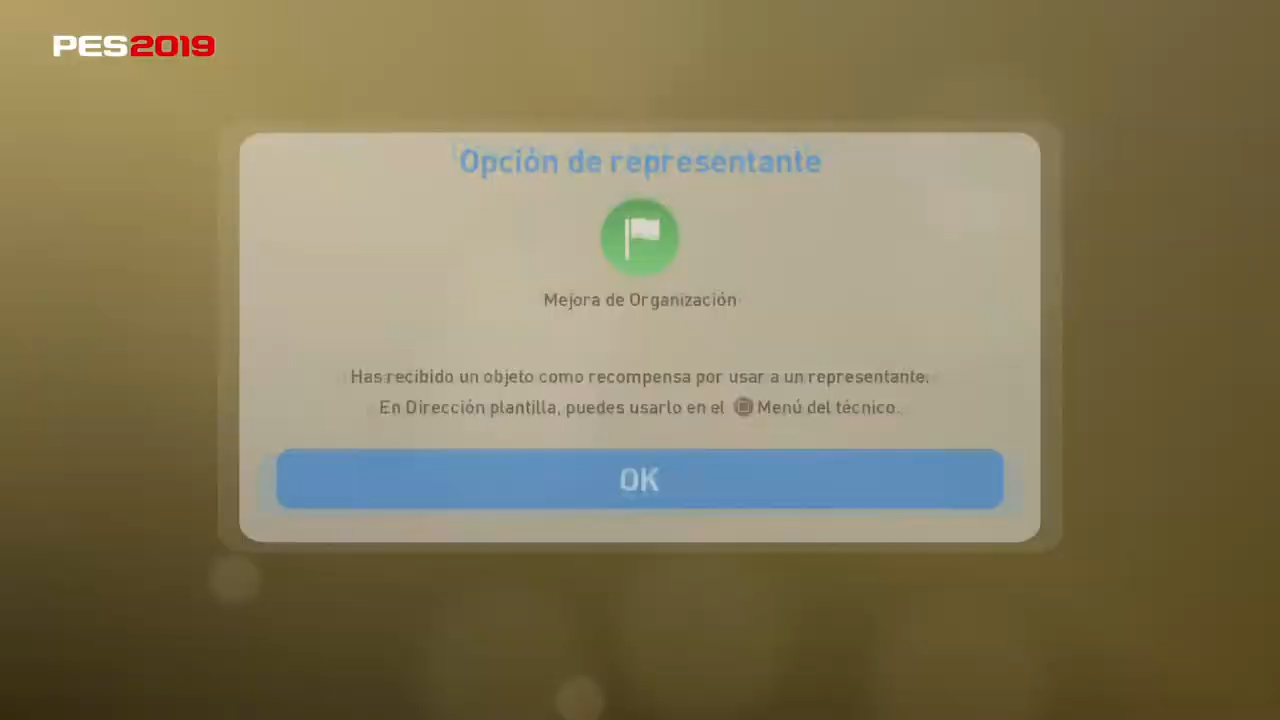 PES2019
Opción de representante
Mejora de Organización
Has recibido un objeto como recompensa por usar a un representante.
En Dirección plantilla, puedes usarlo en el Menú del técnico.
OK